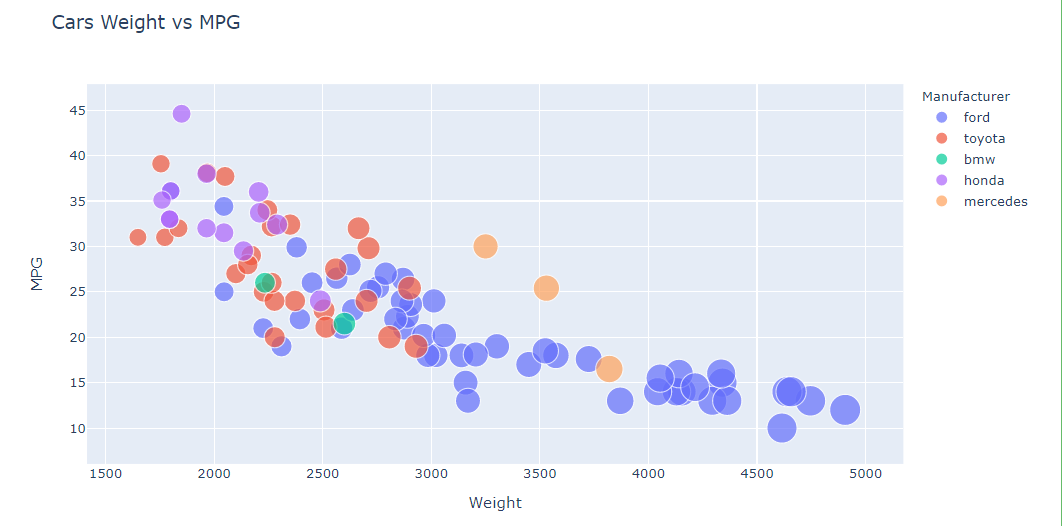 Cars Weight vs MPG
Manufacturer
ford
toyota
bmw
honda
mercedes
MPG
45
40
35
30
25
20
15
10
1500 2000 2500 3000 3500 4000 4500 5000
Weight